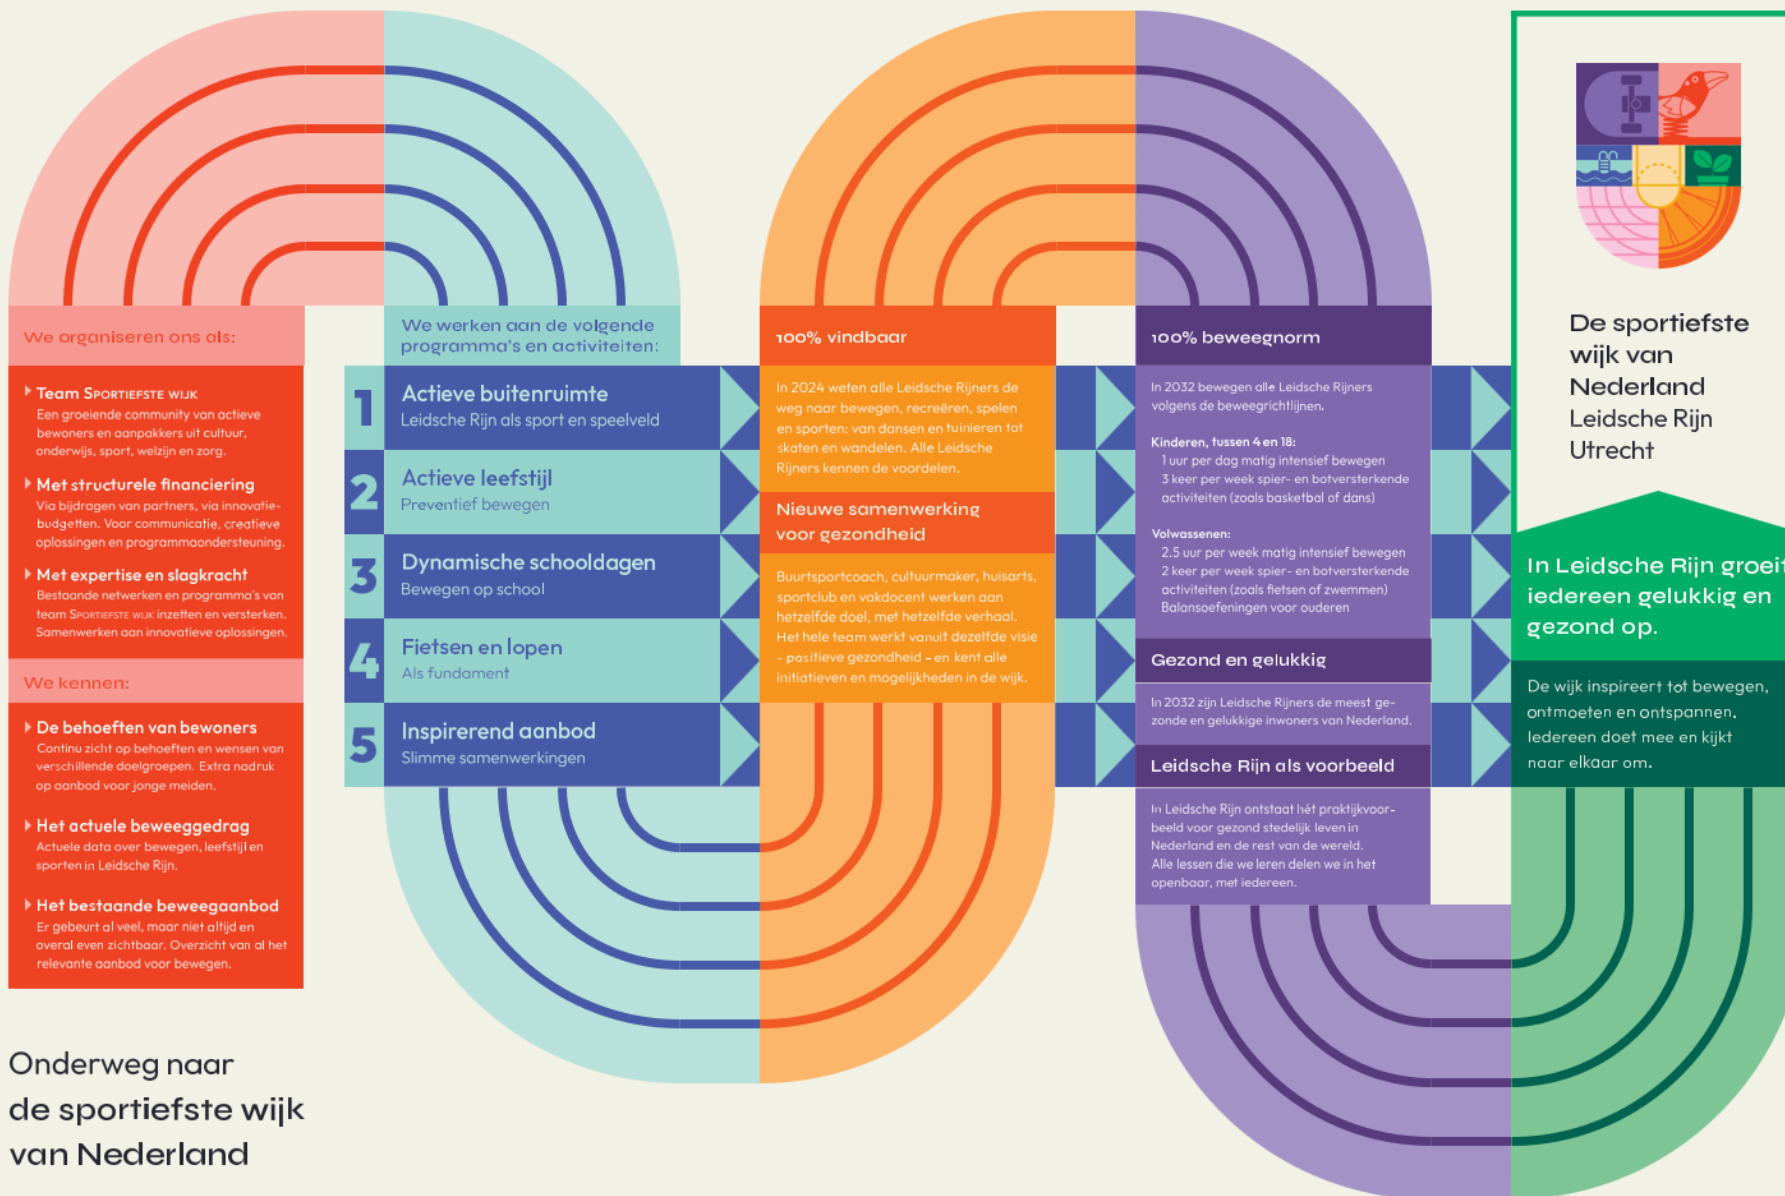 We organiseren ons als:
Team Sportiefste wijk
Een groeiende community van actieve
bewoners en aanpakkers uit cultuur,
onderwijs, sport, welzijn en zorg.
Met structurele financiering
Via bijdragen van partners, via innovatie-
budgetten. Voor communicatie, creatieve
oplossingen en programmaondersteuning.
Met expertise en slagkracht
Bestaande netwerken en programma's van
team Sportiefste wijk inzetten en versterken.
Samenwerken aan innovatieve oplossingen.
We kennen:
De behoeften van bewoners
Continu zicht op behoeften en wensen van
verschillende doelgroepen. Extra nadruk
op aanbod voor jonge meiden.
Het actuele beweeggedrag
Actuele data over bewegen, leefstijl en
sporten in Leidsche Rijn.
Het bestaande beweegaanbod
Er gebeurt al veel, maar niet altijd en
overal even zichtbaar. Overzicht van al het
relevante aanbod voor bewegen.
Onderweg naar
de sportiefste wijk
van Nederland
We werken aan de volgende
programma's en activiteiten:
1
Actieve buitenruimte
Leidsche Rijn als sport en speelveld
2
Actieve leefstijl
Preventief bewegen
3
Dynamische schooldagen
Bewegen op school
4
Fietsen en lopen
Als fundament
5
Inspirerend aanbod
Slimme samenwerkingen
100% vindbaar
In 2024 weten alle Leidsche Rijners de
weg naar bewegen, recreëren, spelen
en sporten: van dansen en tuinieren tot
skaten en wandelen. Alle Leidsche
Rijners kennen de voordelen.
Nieuwe samenwerking
voor gezondheid
Buurtsportcoach, cultuurmaker, huisarts,
sportclub en vakdocent werken aan
hetzelfde doel, met hetzelfde verhaal.
Het hele team werkt vanuit dezelfde visie
- positieve gezondheid - en kent alle
initiatieven en mogelijkheden in de wijk.
100% beweegnorm
In 2032 bewegen alle Leidsche Rijners
volgens de beweegrichtlijnen.
Kinderen, tussen 4 en 18:
1 uur per dag matig intensief bewegen
3 keer per week spier- en botversterkende
activiteiten (zoals basketbal of dans)
Volwassenen:
2.5 uur per week matig intensief bewegen
2 keer per week spier- en botversterkende
activiteiten (zoals fietsen of zwemmen)
Balansoefeningen voor ouderen
Gezond en gelukkig
In 2032 zijn Leidsche Rijners de meest ge-
zonde en gelukkige inwoners van Nederland.
Leidsche Rijn als voorbeeld
In Leidsche Rijn ontstaat hét praktijkvoor-
beeld voor gezond stedelijk leven in
Nederland en de rest van de wereld.
Alle lessen die we leren delen we in het
openbaar, met iedereen.
De sportiefste
wijk van
Nederland
Leidsche Rijn
Utrecht
In Leidsche Rijn groeit
iedereen gelukkig en
gezond op.
De wijk inspireert tot bewegen,
ontmoeten en ontspannen.
Iedereen doet mee en kijkt
naar elkaar om.